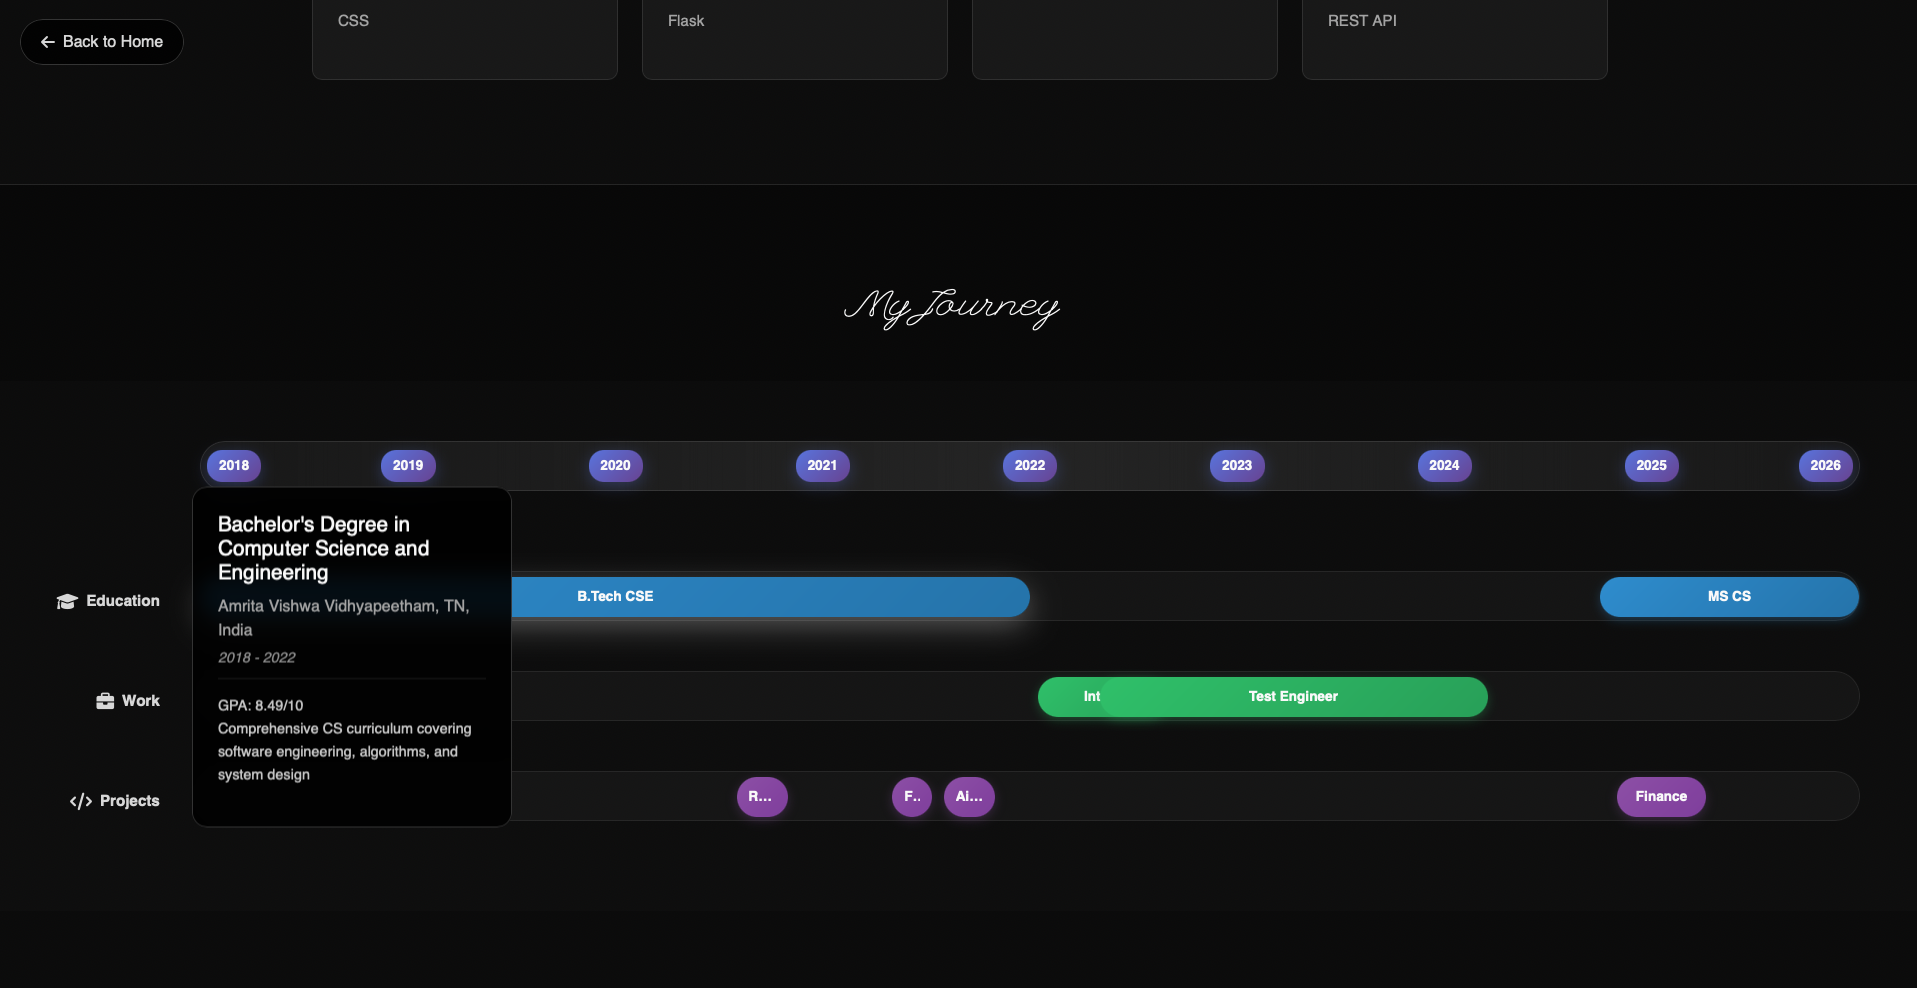 Back to Home
CSS
Flask
REST API
My Journey
2018
2019
2020
2021
2022
2023
2024
2025
2026
Bachelor's Degree in
Computer Science and
Engineering
Amrita Vishwa Vidhyapeetham, TN,
India
2018 - 2022
GPA: 8.49/10
Comprehensive CS curriculum covering
software engineering, algorithms, and
system design
Education
B.Tech CSE
MS CS
Work
Int
Test Engineer
</> Projects
R...
F..
Ai...
Finance